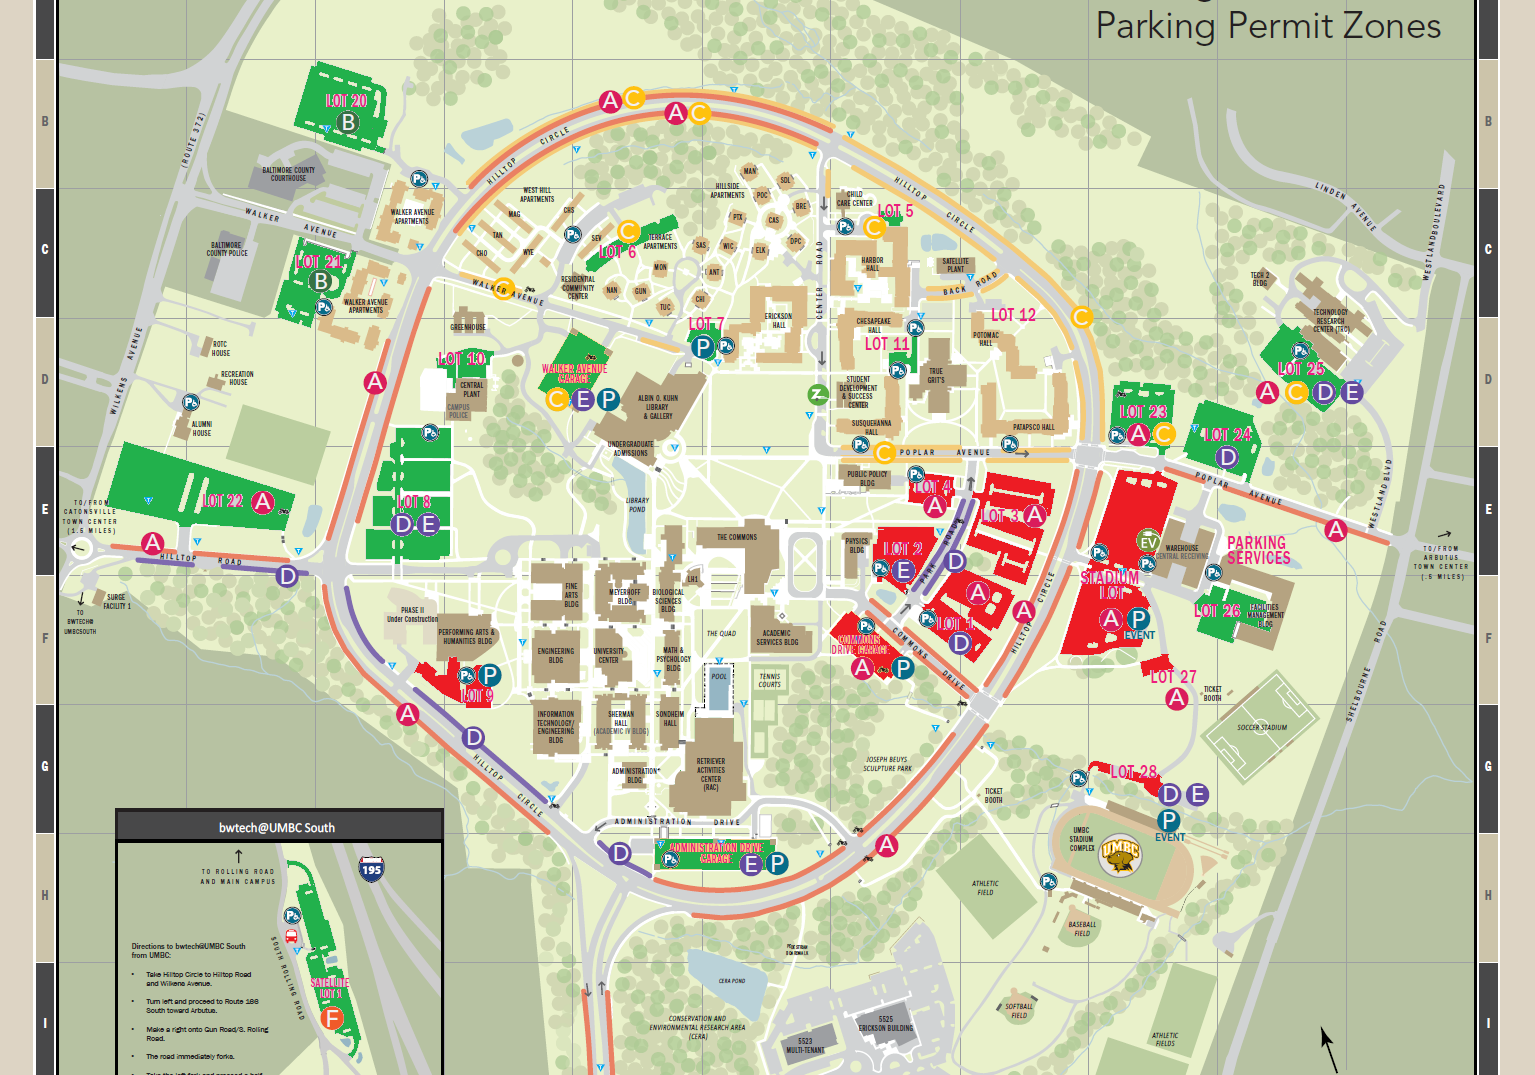 Parking Permit Zones
B
B
C
C
D
D
E
E
F
F
G
G
H
H
I
I
LOT 20
B
(ROUTE 372)
BALTIMORE COUNTY
COURTHOUSE
WALKER AVENUE
BALTIMORE
COUNTY POLICE
WALKER AVENUE
APARTMENTS
LOT 21
B
WALKER AVENUE
APARTMENTS
A C
A C
HILLTOP CIRCLE
WEST HILL
APARTMENTS
MAG
CHS
TAN
SEV
CHO
WYE
C
LOT 6
TERRACE
APARTMENTS
RESIDENTIAL
COMMUNITY
CENTER
WALKER AVENUE
C
HILLSIDE
APARTMENTS
MAN
SDL
POC
BRE
PTX
CAS
SAS
WIC
ELK
DPC
MON
ANT
NAN
GUN
TUC
CHI
CHILD
CARE CENTER
LOT 5
C
HILLTOP CIRCLE
CENTER ROAD
HARBOR
HALL
SATELLITE
PLANT
BACK ROAD
C
LINDEN AVENUE
WESTLAND BOULEVARD
TECH 2
BLDG
TECHNOLOGY
RESEARCH
CENTER (TRC)
LOT 25
A C D E
WILKENS AVENUE
ROTC
HOUSE
RECREATION
HOUSE
ALUMNI
HOUSE
A
GREENHOUSE
LOT 10
CENTRAL
PLANT
CAMPUS
POLICE
WALKER AVENUE
GARAGE
C E P
LOT 7
P
ERICKSON
HALL
CHESAPEAKE
HALL
LOT 11
LOT 12
POTOMAC
HALL
TRUE
GRIT'S
STUDENT
DEVELOPMENT
& SUCCESS
CENTER
Z
SUSQUEHANNA
HALL
PATAPSCO HALL
C POPLAR AVENUE
ALBIN O. KUHN
LIBRARY
& GALLERY
UNDERGRADUATE
ADMISSIONS
LIBRARY
POND
LOT 23
A C
LOT 24
D
POPLAR AVENUE
A
WESTLAND BLVD
TO/FROM
CATONSVILLE
TOWN CENTER
(1.5 MILES)
LOT 22 A
A
HILLTOP ROAD
D
LOT 8
D E
SURGE
FACILITY 1
TO
BWTECH@
UMBCSOUTH
THE COMMONS
PUBLIC POLICY
BLDG
LOT 4
A
LOT 3 A
PHYSICS
BLDG
LOT 2
E
PARK ROAD
D
A
LOT 1
D
EV
WAREHOUSE
CENTRAL RECEIVING
PARKING
SERVICES
STADIUM
LOT
A P
EVENT
LOT 26
FACILITIES
MANAGEMENT
BLDG
TO/FROM
ARBUTUS
TOWN CENTER
(.5 MILES)
PHASE II
Under Construction
PERFORMING ARTS &
HUMANITIES BLDG
FINE
ARTS
BLDG
MEYERHOFF
BLDG
BIOLOGICAL
SCIENCES
BLDG
LH1
THE QUAD
ACADEMIC
SERVICES BLDG
ENGINEERING
BLDG
UNIVERSITY
CENTER
MATH &
PSYCHOLOGY
BLDG
COMMONS
DRIVE GARAGE
A P
COMMONS DRIVE
A
HILLTOP CIRCLE
P
LOT 9
POOL
TENNIS
COURTS
LOT 27
A
TICKET
BOOTH
SOCCER STADIUM
SHELBOURNE ROAD
A
D
HILLTOP CIRCLE
INFORMATION
TECHNOLOGY/
ENGINEERING
BLDG
SHERMAN
HALL
(ACADEMIC IV BLDG)
SONDHEIM
HALL
ADMINISTRATION*
BLDG
RETRIEVER
ACTIVITIES
CENTER
(RAC)
JOSEPH BEUYS
SCULPTURE PARK
TICKET
BOOTH
LOT 28
D E
P
EVENT
UMBC
STADIUM
COMPLEX
UMBC
ADMINISTRATION DRIVE
D
ADMINISTRATION DRIVE
GARAGE
E P
A
ATHLETIC
FIELD
BASEBALL
FIELD
SOFTBALL
FIELD
ATHLETIC
FIELDS
CERA POND
CONSERVATION AND
ENVIRONMENTAL RESEARCH AREA
(CERA)
5523
MULTI-TENANT
5525
ERICKSON BUILDING
bwtech@UMBC South
TO ROLLING ROAD
AND MAIN CAMPUS
195
SOUTH ROLLING ROAD
SATELLITE
LOT 1
F
Directions to bwtech@UMBC South
from UMBC:
• Take Hilltop Circle to Hilltop Road
and Wilkens Avenue.
• Turn left and proceed to Route 166
South toward Arbutus.
• Make a right onto Gun Road/S. Rolling
Road.
• The road immediately forks.